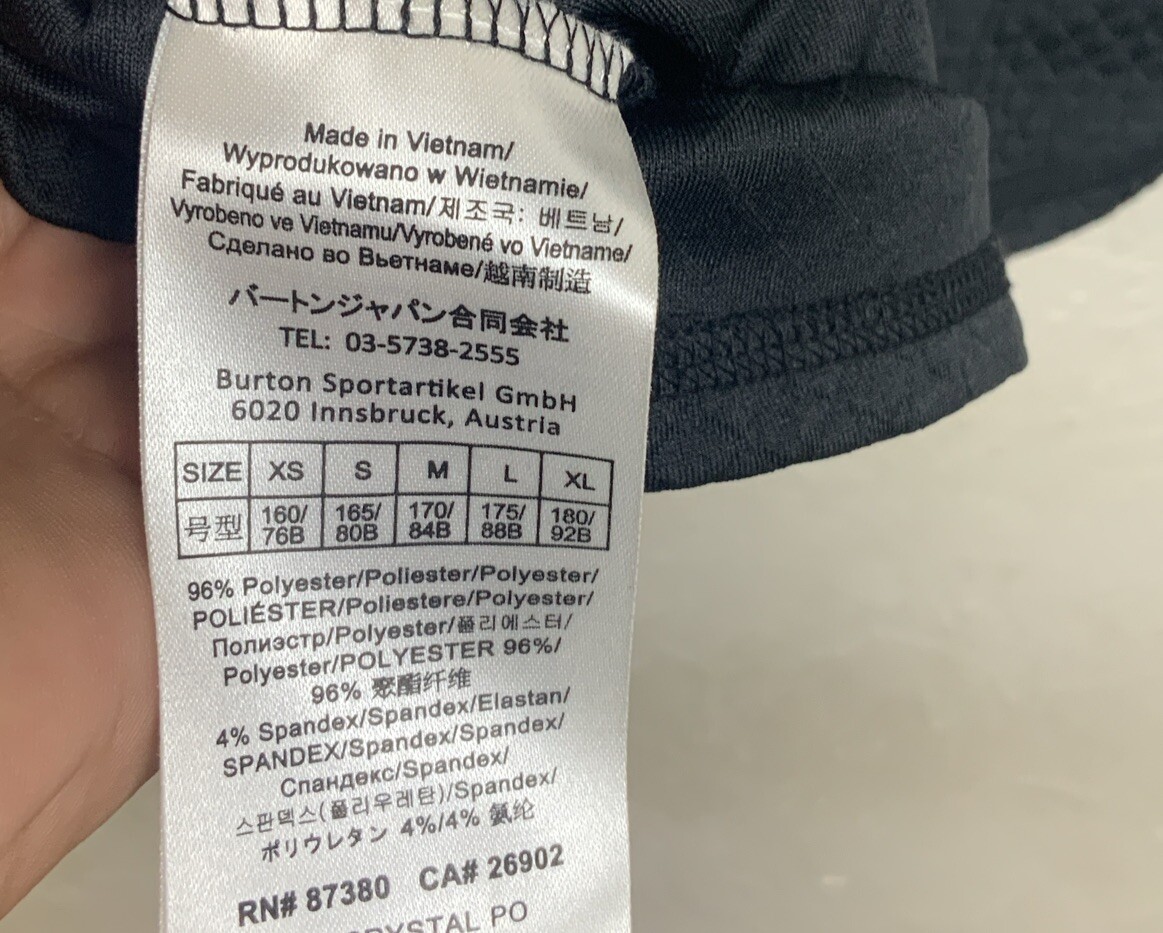 Made in Vietnam/
Wyprodukowano w Wietnamie/
Fabriqué au Vietnam/제조국: 베트남/
Vyrobeno ve Vietnamu/Vyrobené vo Vietname/
Сделано во Вьетнаме/越南制造
バートンジャパン合同会社
TEL: 03-5738-2555
Burton Sportartikel GmbH
6020 Innsbruck, Austria
SIZE XS S M L XL
号型 160/76B 165/80B 170/84B 175/88B 180/92B
96% Polyester/Poliester/Polyester/
POLIÉSTER/Poliestere/Polyester/
Полиэстр/Polyester/폴리에스터/
Polyester/POLYESTER 96%/
96% 聚酯纤维
4% Spandex/Spandex/Elastan/
SPANDEX/Spandex/Spandex/
Спандекс/Spandex/
스판덱스(폴리우레탄)/Spandex/
ポリウレタン 4%/4% 氨纶
RN# 87380 CA# 26902
PO